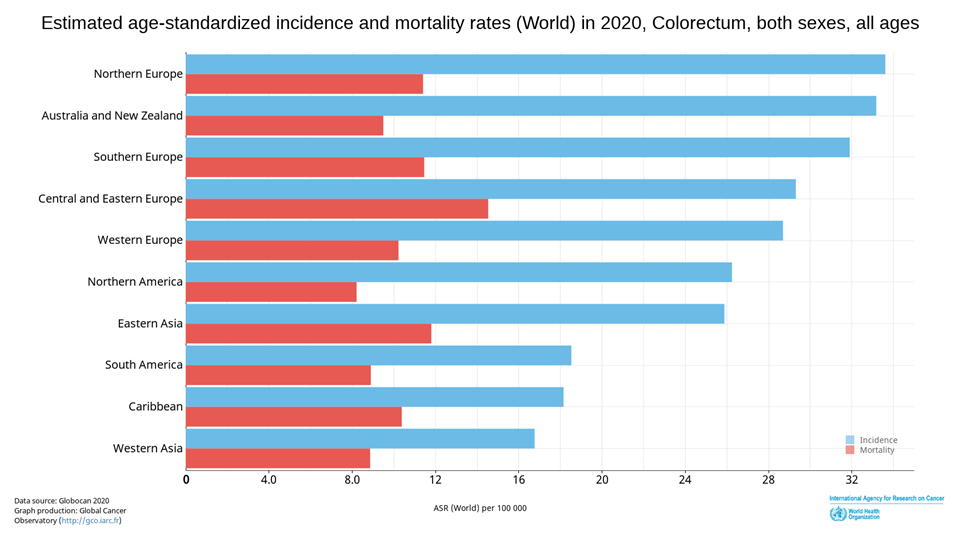 Estimated age-standardized incidence and mortality rates (World) in 2020, Colorectum, both sexes, all ages
Northern Europe
Australia and New Zealand
Southern Europe
Central and Eastern Europe
Western Europe
Northern America
Eastern Asia
South America
Caribbean
Western Asia
Incidence
Mortality
0 4.0 8.0 12 16 20 24 28 32
ASR (World) per 100 000
Data source: Globocan 2020
Graph production: Global Cancer
Observatory (http://gco.iarc.fr)
International Agency for Research on Cancer
World Health
Organization